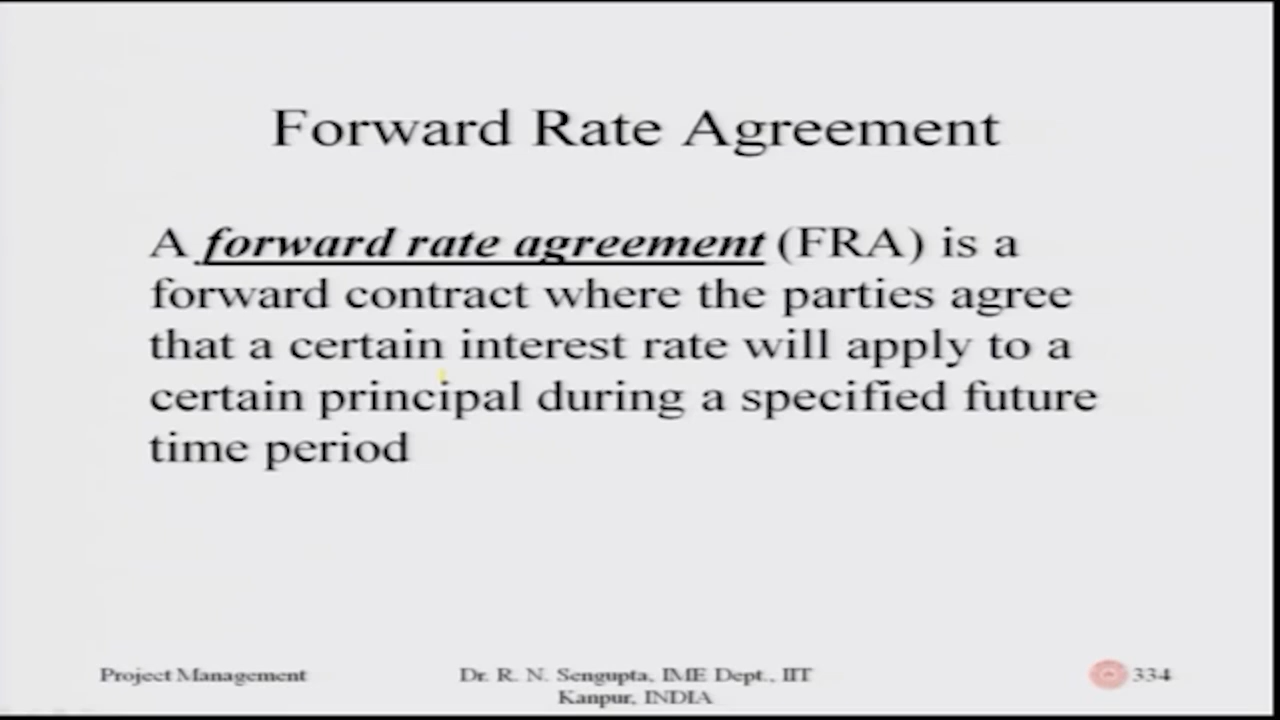 Forward Rate Agreement
A forward rate agreement (FRA) is a
forward contract where the parties agree
that a certain interest rate will apply to a
certain principal during a specified future
time period
Project Management
Dr. R. N. Sengupta, IME Dept., IIT
Kanpur, INDIA
334